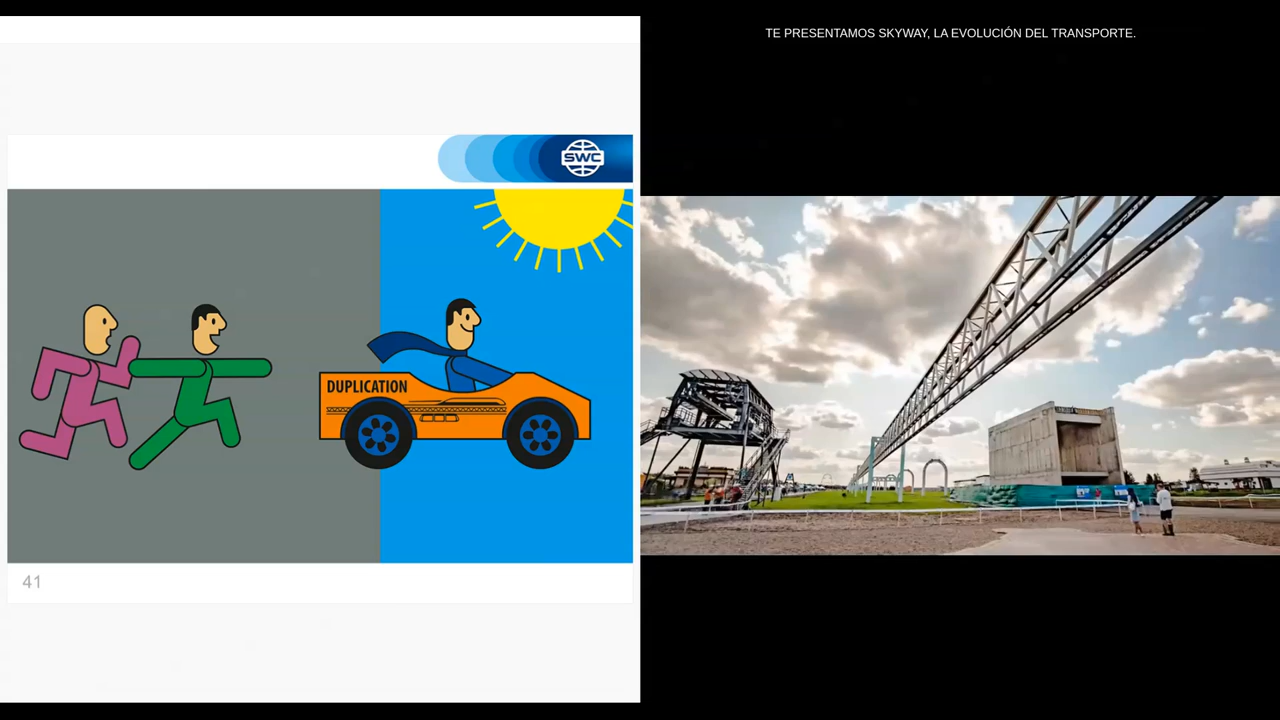 SWC
DUPLICATION
41
TE PRESENTAMOS SKYWAY, LA EVOLUCIÓN DEL TRANSPORTE.